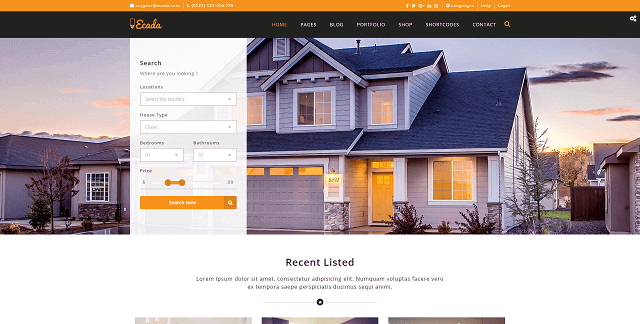 support@ecada.com (0123) 123-456-789
Languages Help Login
Ecada
HOME PAGES BLOG PORTFOLIO SHOP SHORTCODES CONTACT
Search
Where are you looking ?
Locations
Select the country
House Type
Classic
Bedrooms Bathrooms
01 01
Price
$
Search Now
Recent Listed
Lorem ipsum dolor sit amet, consectetur adipisicing elit. Numquam voluptas facere vero
ex tempora saepe perspiciatis ducimus sequi animi.